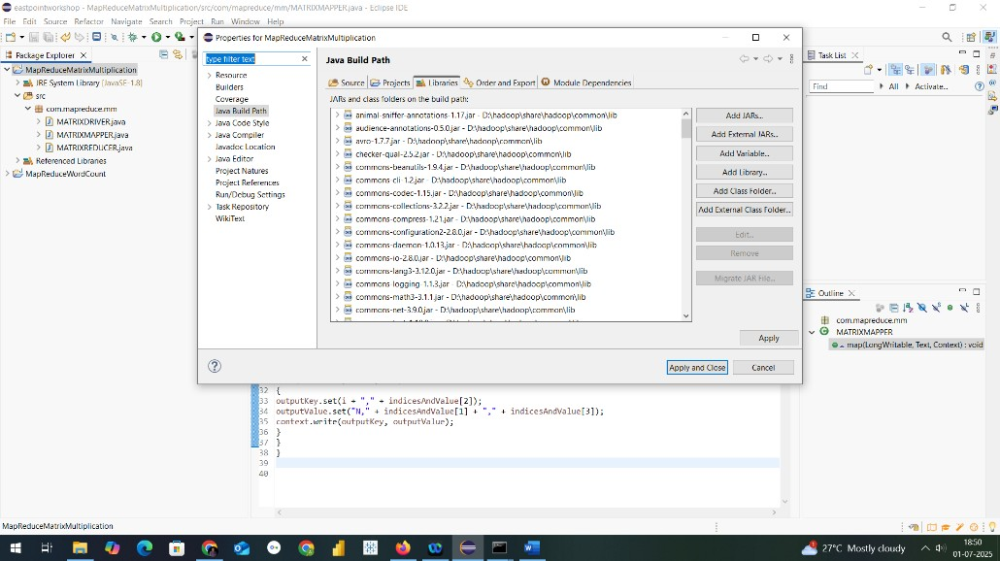 eastpointworkshop - MapReduceMatrixMultiplication/src/com/mapreduce/mm/MATRIXMAPPER.java - Eclipse IDE
File Edit Source Refactor Navigate Search Project Run Window Help
Package Explorer
MapReduceMatrixMultiplication
JRE System Library [JavaSE-1.8]
src
com.mapreduce.mm
MATRIXDRIVER.java
MATRIXMAPPER.java
MATRIXREDUCER.java
Referenced Libraries
MapReduceWordCount
Properties for MapReduceMatrixMultiplication
type filter text
Resource
Builders
Coverage
Java Build Path
Java Code Style
Java Compiler
Javadoc Location
Java Editor
Project Natures
Project References
Run/Debug Settings
Task Repository
WikiText
Java Build Path
Source Projects Libraries Order and Export Module Dependencies
JARs and class folders on the build path:
animal-sniffer-annotations-1.17.jar - D:\hadoop\share\hadoop\common\lib
audience-annotations-0.5.0.jar - D:\hadoop\share\hadoop\common\lib
avro-1.7.7.jar - D:\hadoop\share\hadoop\common\lib
checker-qual-2.5.2.jar - D:\hadoop\share\hadoop\common\lib
commons-beanutils-1.9.4.jar - D:\hadoop\share\hadoop\common\lib
commons-cli-1.2.jar - D:\hadoop\share\hadoop\common\lib
commons-codec-1.15.jar - D:\hadoop\share\hadoop\common\lib
commons-collections-3.2.2.jar - D:\hadoop\share\hadoop\common\lib
commons-compress-1.21.jar - D:\hadoop\share\hadoop\common\lib
commons-configuration2-2.8.0.jar - D:\hadoop\share\hadoop\common\lib
commons-daemon-1.0.13.jar - D:\hadoop\share\hadoop\common\lib
commons-io-2.8.0.jar - D:\hadoop\share\hadoop\common\lib
commons-lang3-3.12.0.jar - D:\hadoop\share\hadoop\common\lib
commons-logging-1.1.3.jar - D:\hadoop\share\hadoop\common\lib
commons-math3-3.1.1.jar - D:\hadoop\share\hadoop\common\lib
commons-net-3.9.0.jar - D:\hadoop\share\hadoop\common\lib
Add JARs...
Add External JARs...
Add Variable...
Add Library...
Add Class Folder...
Add External Class Folder...
Edit...
Remove
Migrate JAR File...
Apply
Apply and Close
Cancel
Task List
Find
All
Activate...
Outline
com.mapreduce.mm
MATRIXMAPPER
map(LongWritable, Text, Context) : void
32 {
33 outputKey.set(i + "," + indicesAndValue[2]);
34 outputValue.set("N," + indicesAndValue[1] + "," + indicesAndValue[3]);
35 context.write(outputKey, outputValue);
36 }
37 }
38 }
39
40
MapReduceMatrixMultiplication
27°C Mostly cloudy
18:50
01-07-2025